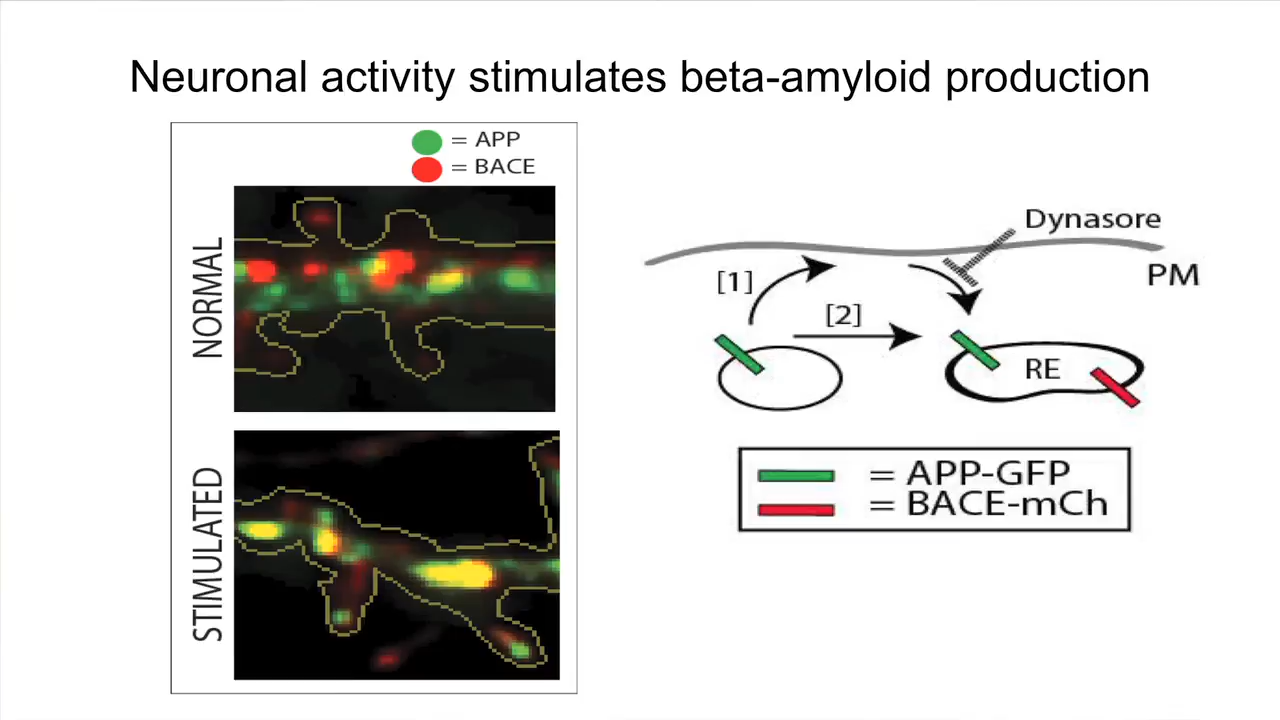 Neuronal activity stimulates beta-amyloid production
= APP
= BACE
NORMAL
STIMULATED
Dynasore
PM
[1]
[2]
RE
= APP-GFP
= BACE-mCh